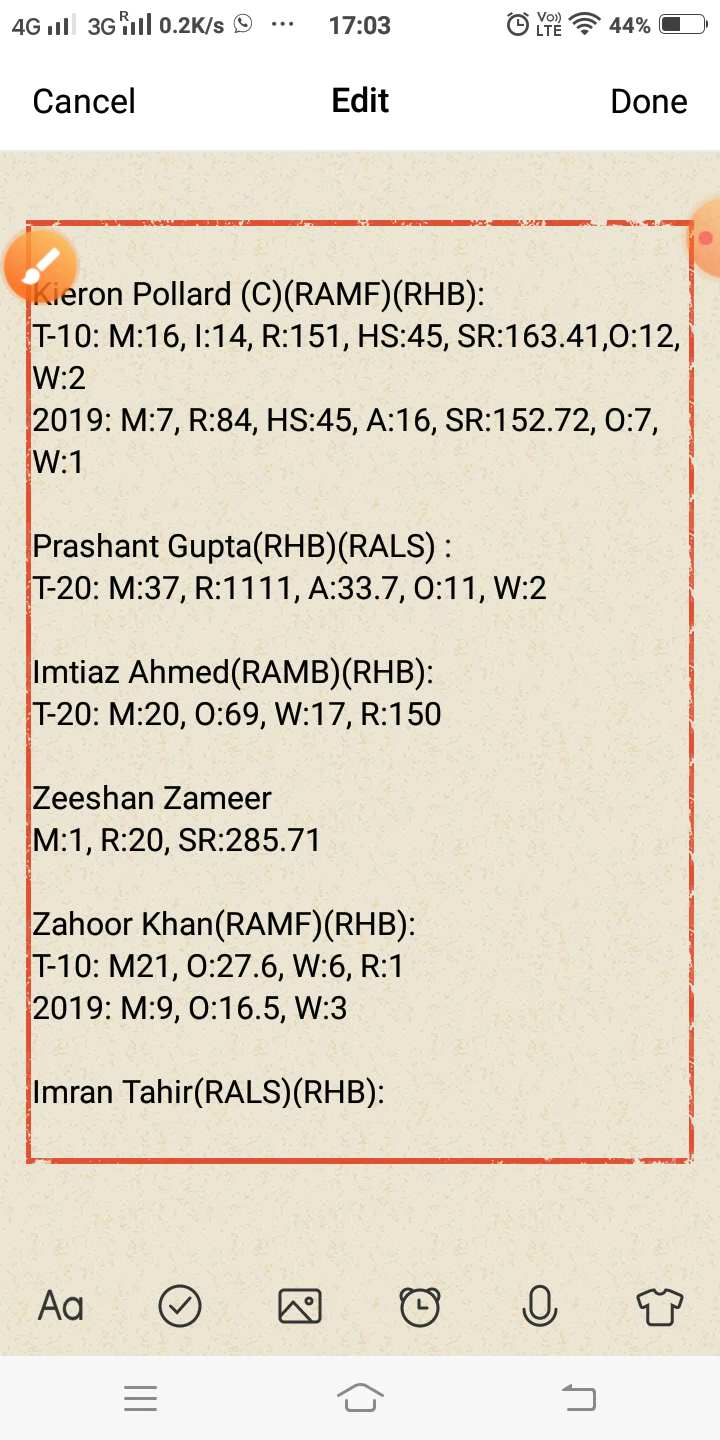 4G 3G R 0.2K/s ... 17:03 Vo)) LTE 44%
Cancel Edit Done
Kieron Pollard (C)(RAMF)(RHB):
T-10: M:16, I:14, R:151, HS:45, SR:163.41,O:12,
W:2
2019: M:7, R:84, HS:45, A:16, SR:152.72, O:7,
W:1
Prashant Gupta(RHB)(RALS) :
T-20: M:37, R:1111, A:33.7, O:11, W:2
Imtiaz Ahmed(RAMB)(RHB):
T-20: M:20, O:69, W:17, R:150
Zeeshan Zameer
M:1, R:20, SR:285.71
Zahoor Khan(RAMF)(RHB):
T-10: M21, O:27.6, W:6, R:1
2019: M:9, O:16.5, W:3
Imran Tahir(RALS)(RHB):
Aa